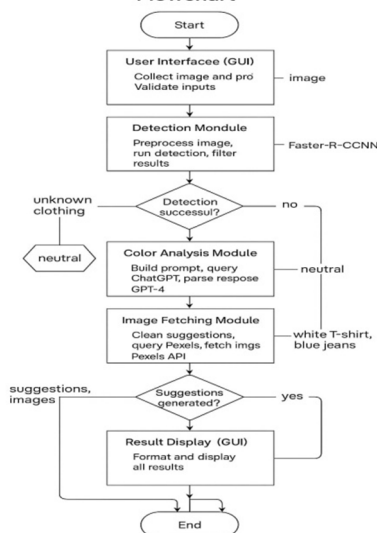 Flowchart
Start
User Interfacee (GUI)
Collect image and pro
Validate inputs
image
Detection Mondule
Preprocess image,
run detection, filter
results
Faster-R-CCNN
unknown
clothing
Detection
successul?
no
neutral
Color Analysis Module
Build prompt, query
ChatGPT, parse respose
GPT-4
neutral
Image Fetching Module
Clean suggestions,
query Pexels, fetch imgs
Pexels API
white T-shirt,
blue jeans
suggestions,
images
Suggestions
generated?
yes
Result Display (GUI)
Format and display
all results
End